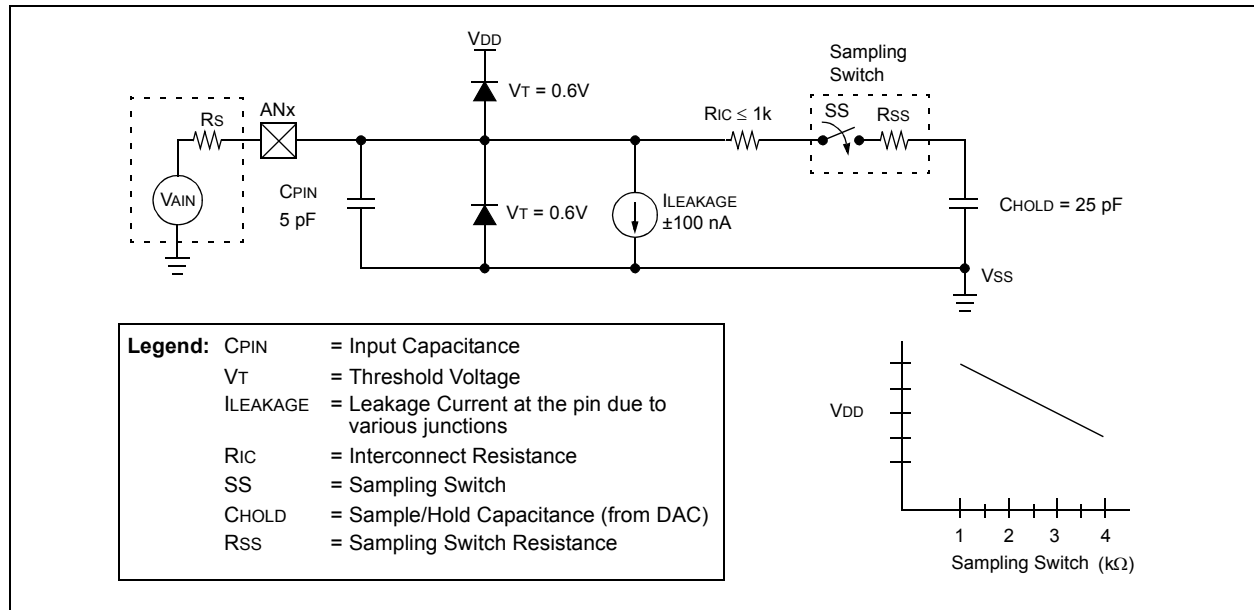 VDD
Sampling
Switch
VT = 0.6V
RS
ANx
RIC ≤ 1k
SS
RSS
VAIN
CPIN
5 pF
VT = 0.6V
ILEAKAGE
±100 nA
CHOLD = 25 pF
VSS
Legend: CPIN = Input Capacitance
VT = Threshold Voltage
ILEAKAGE = Leakage Current at the pin due to
various junctions
RIC = Interconnect Resistance
SS = Sampling Switch
CHOLD = Sample/Hold Capacitance (from DAC)
RSS = Sampling Switch Resistance
VDD
1 2 3 4
Sampling Switch (kΩ)